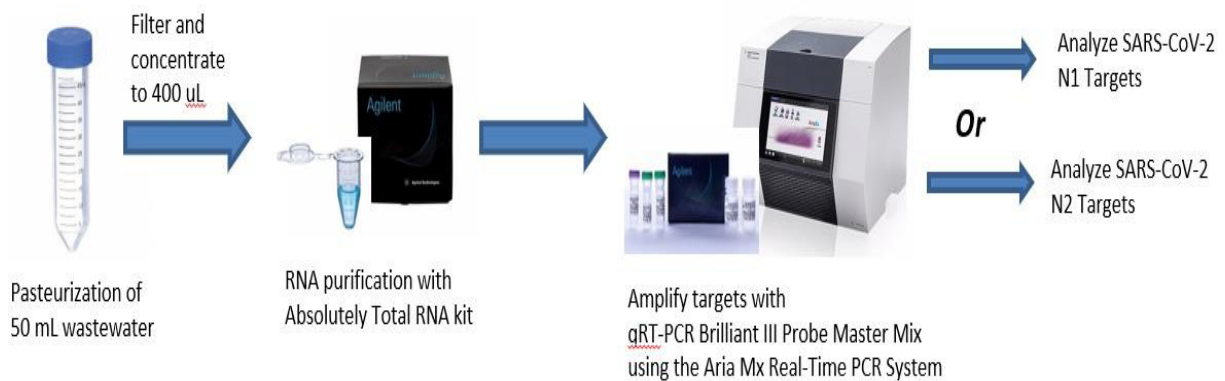 Filter and
concentrate
to 400 uL
Pasteurization of
50 mL wastewater
Agilent
RNA purification with
Absolutely Total RNA kit
Agilent
Amplify targets with
qRT-PCR Brilliant III Probe Master Mix
using the Aria Mx Real-Time PCR System
Analyze SARS-CoV-2
N1 Targets
Or
Analyze SARS-CoV-2
N2 Targets